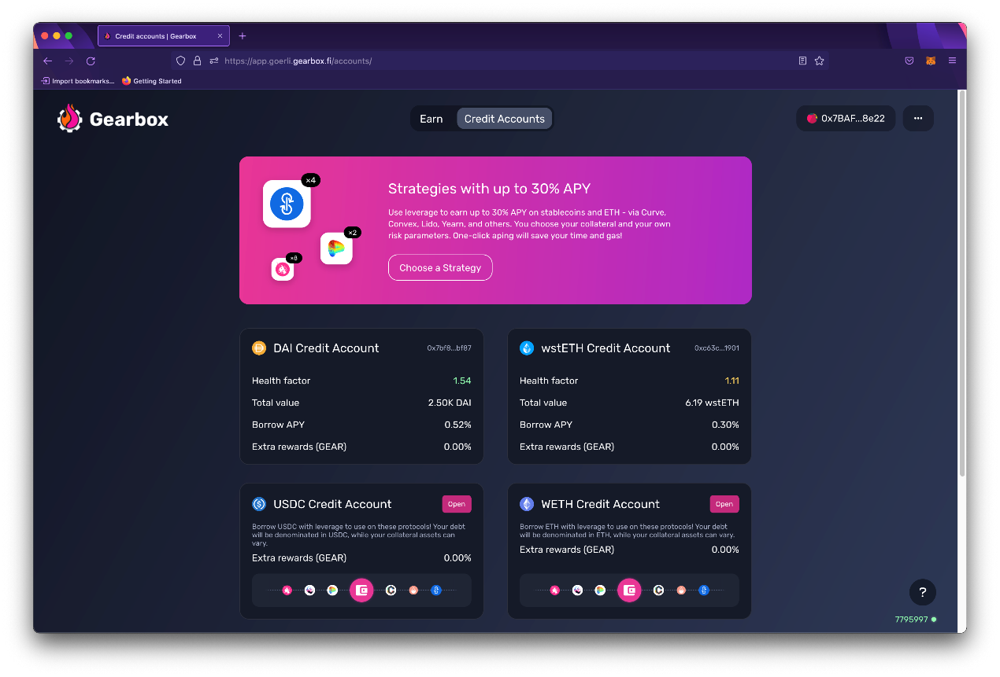 Credit accounts | Gearbox
https://app.goerli.gearbox.fi/accounts/
Import bookmarks... Getting Started
Gearbox
Earn Credit Accounts
0x7BAF...8e22
×4
×2
×8
Strategies with up to 30% APY
Use leverage to earn up to 30% APY on stablecoins and ETH - via Curve,
Convex, Lido, Yearn, and others. You choose your collateral and your own
risk parameters. One-click aping will save your time and gas!
Choose a Strategy
DAI Credit Account 0x7bf8...bf87
Health factor 1.54
Total value 2.50K DAI
Borrow APY 0.52%
Extra rewards (GEAR) 0.00%
wstETH Credit Account 0xc63c...1901
Health factor 1.11
Total value 6.19 wstETH
Borrow APY 0.30%
Extra rewards (GEAR) 0.00%
USDC Credit Account Open
Borrow USDC with leverage to use on these protocols! Your debt
will be denominated in USDC, while your collateral assets can
vary.
Extra rewards (GEAR) 0.00%
WETH Credit Account Open
Borrow ETH with leverage to use on these protocols! Your debt
will be denominated in ETH, while your collateral assets can vary.
Extra rewards (GEAR) 0.00%
?
7795997